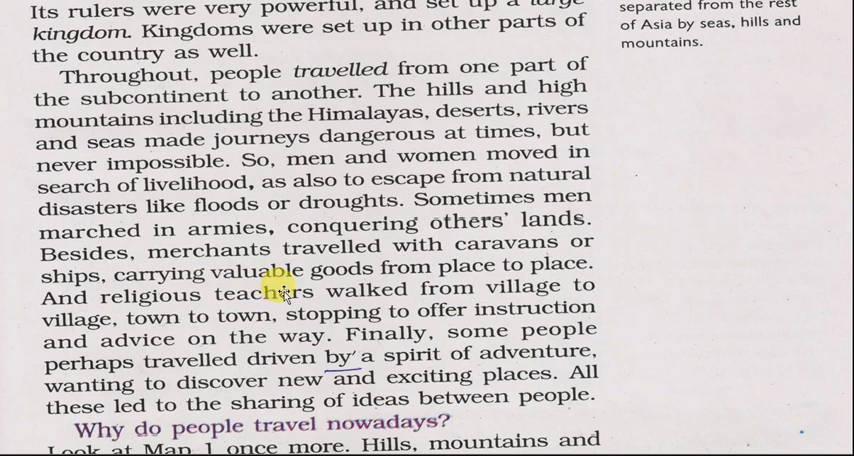 Its rulers were very powerful, and set up a large
kingdom. Kingdoms were set up in other parts of
the country as well.
Throughout, people travelled from one part of
the subcontinent to another. The hills and high
mountains including the Himalayas, deserts, rivers
and seas made journeys dangerous at times, but
never impossible. So, men and women moved in
search of livelihood, as also to escape from natural
disasters like floods or droughts. Sometimes men
marched in armies, conquering others' lands.
Besides, merchants travelled with caravans or
ships, carrying valuable goods from place to place.
And religious teachers walked from village to
village, town to town, stopping to offer instruction
and advice on the way. Finally, some people
perhaps travelled driven by a spirit of adventure,
wanting to discover new and exciting places. All
these led to the sharing of ideas between people.
Why do people travel nowadays?
Look at Map 1 once more. Hills, mountains and
separated from the rest
of Asia by seas, hills and
mountains.